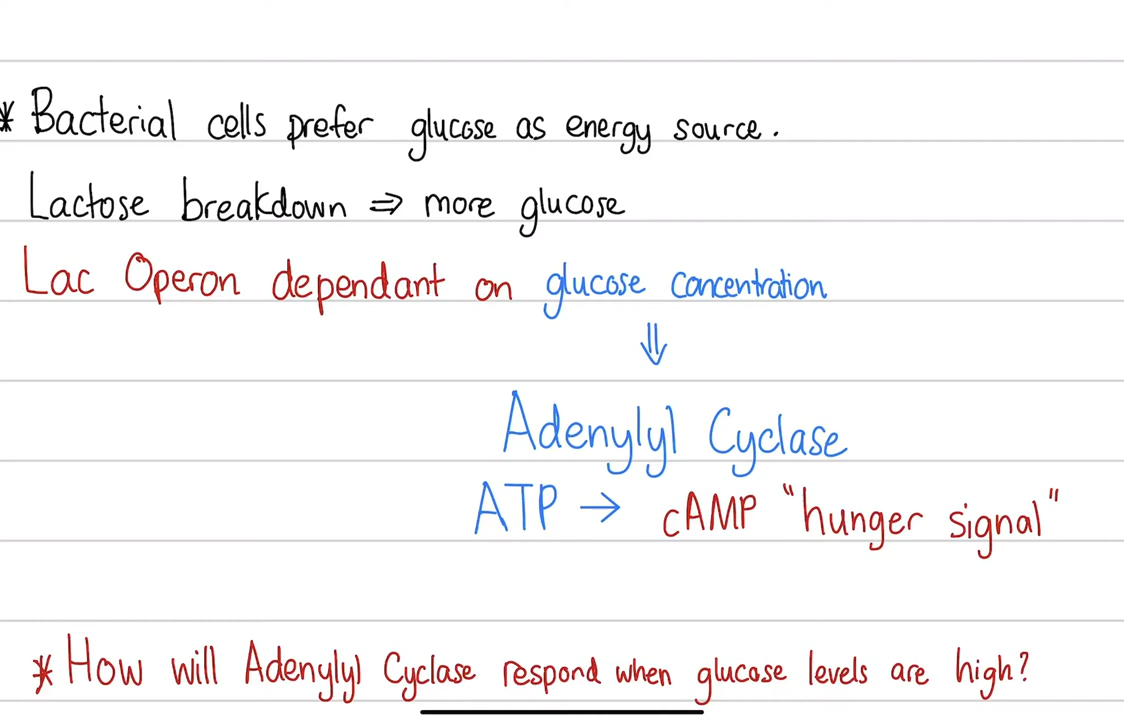 * Bacterial cells prefer glucose as energy source.
Lactose breakdown ⇒ more glucose
Lac Operon dependant on glucose concentration
⇓
Adenylyl Cyclase
ATP → cAMP "hunger signal"
* How will Adenylyl Cyclase respond when glucose levels are high?